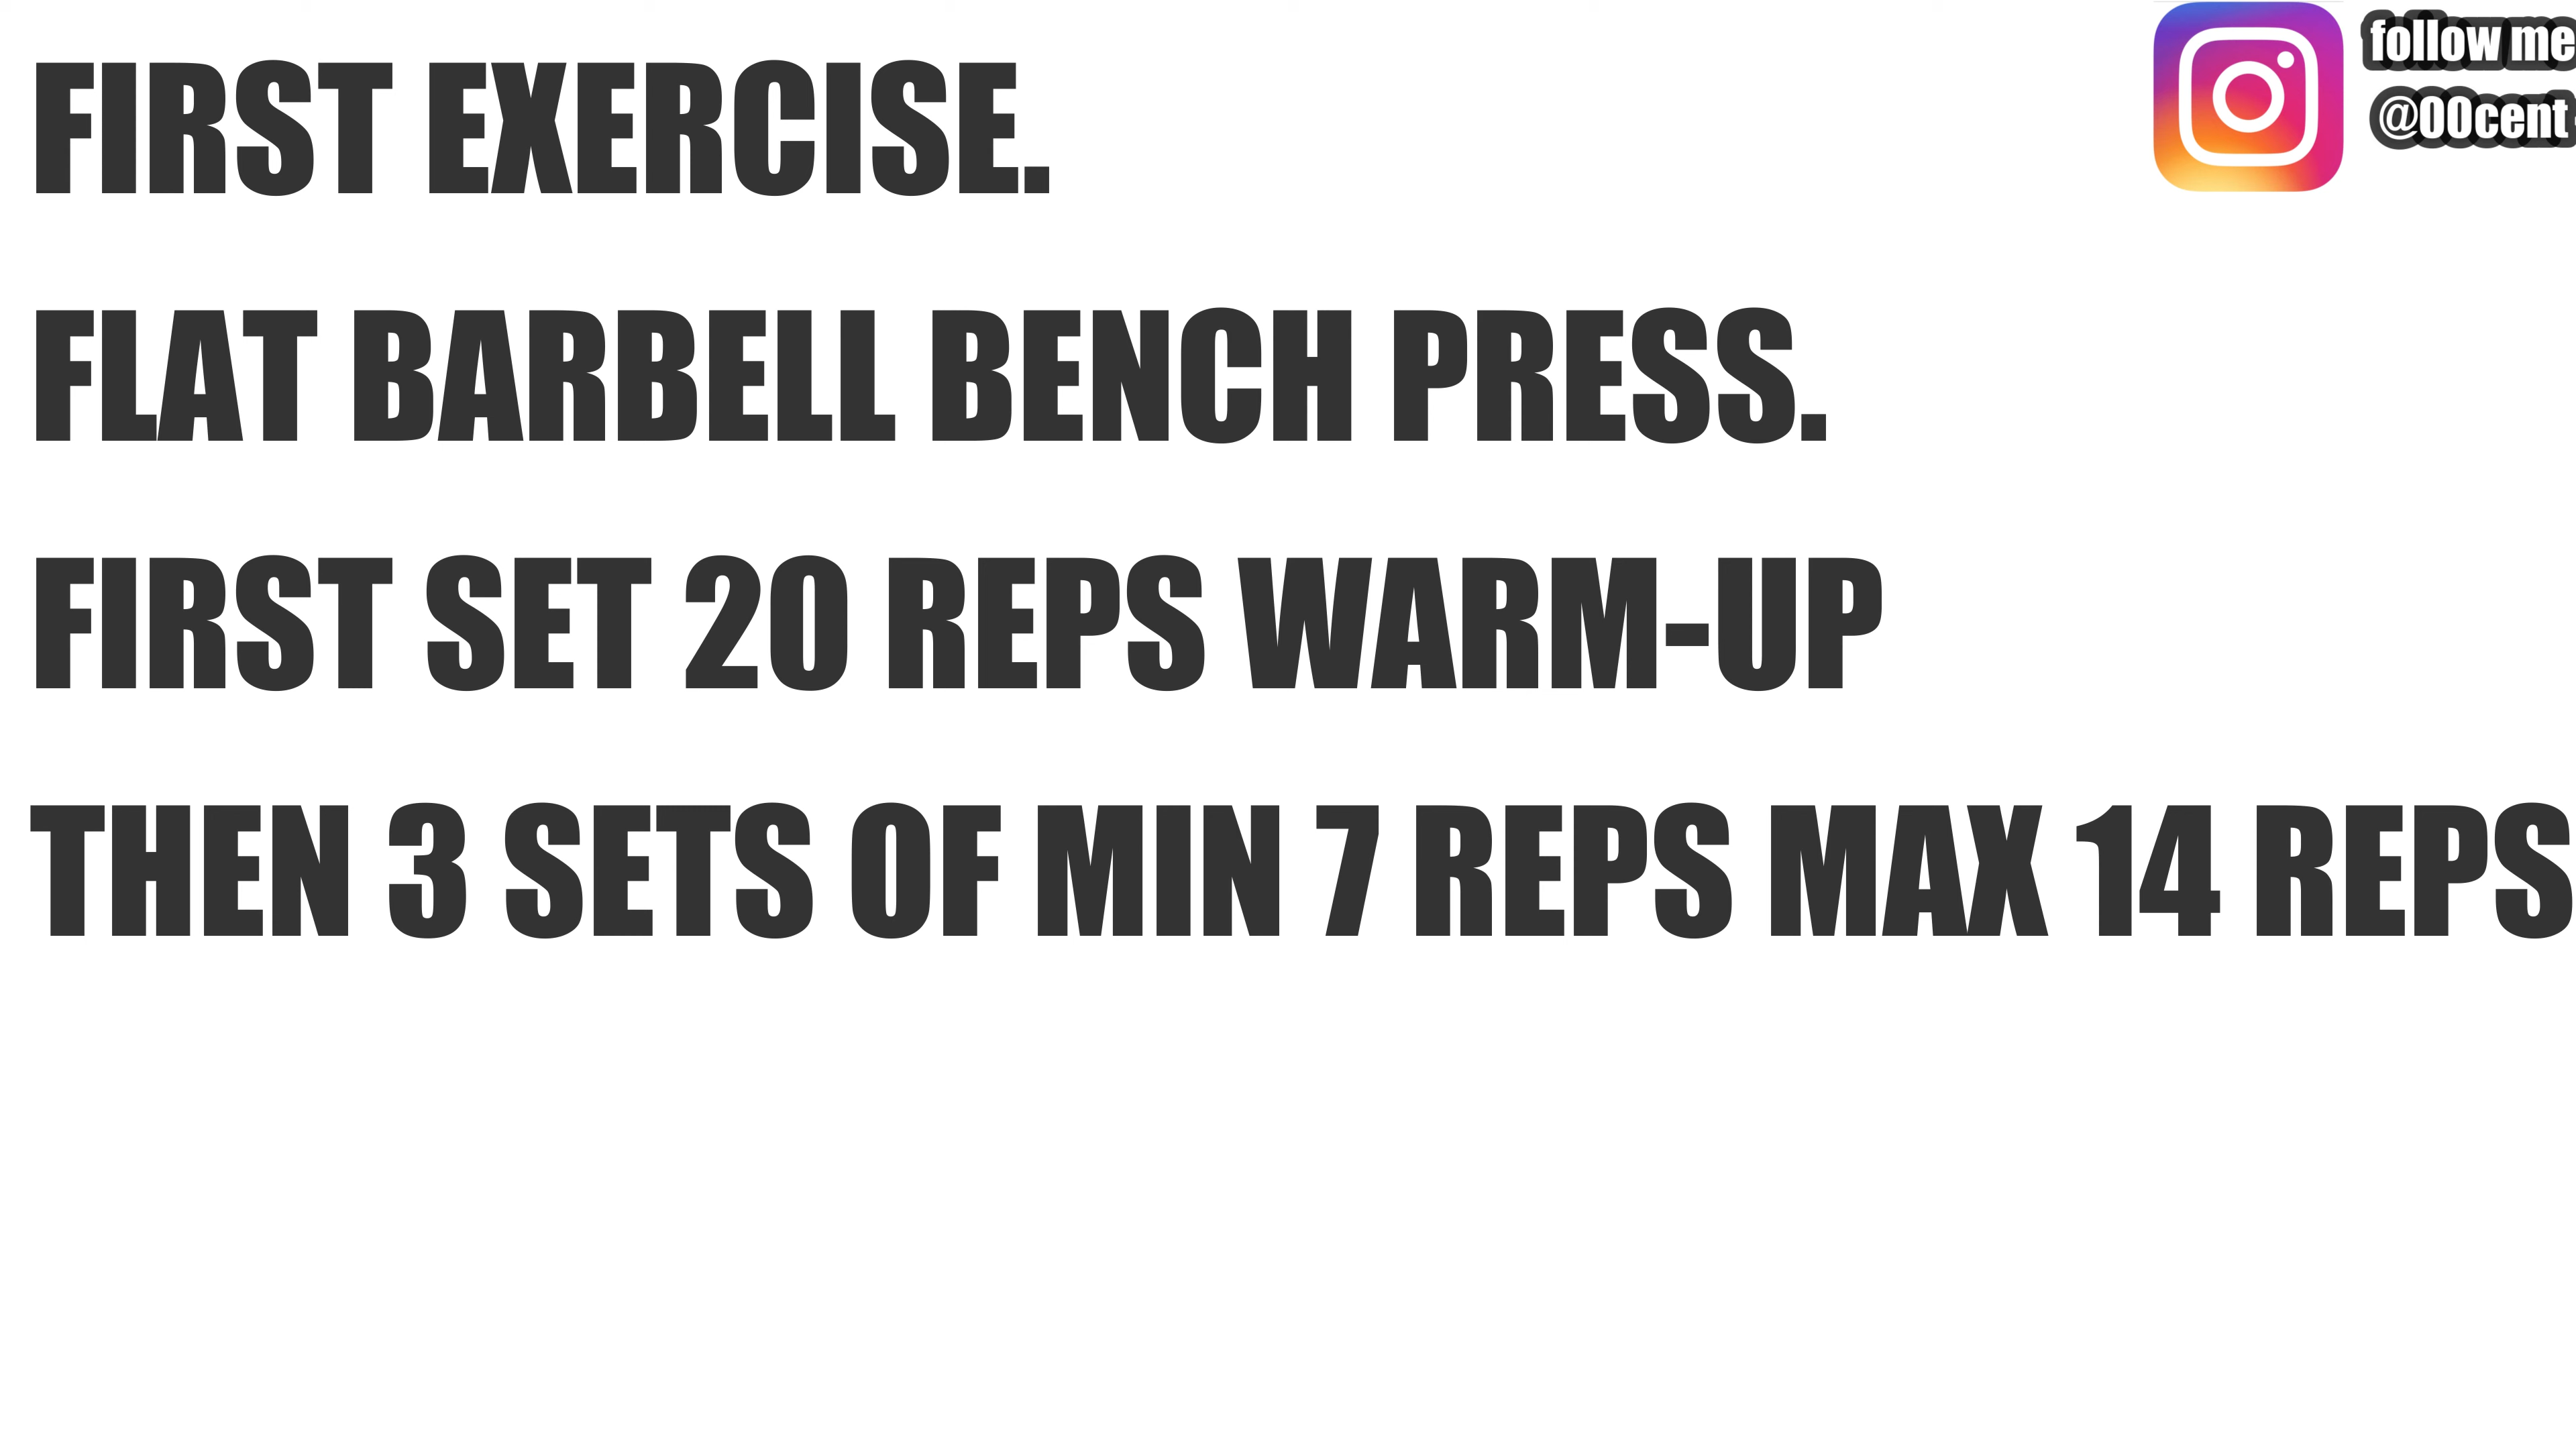 FIRST EXERCISE.
follow me
@00cent
FLAT BARBELL BENCH PRESS.
FIRST SET 20 REPS WARM-UP
THEN 3 SETS OF MIN 7 REPS MAX 14 REPS